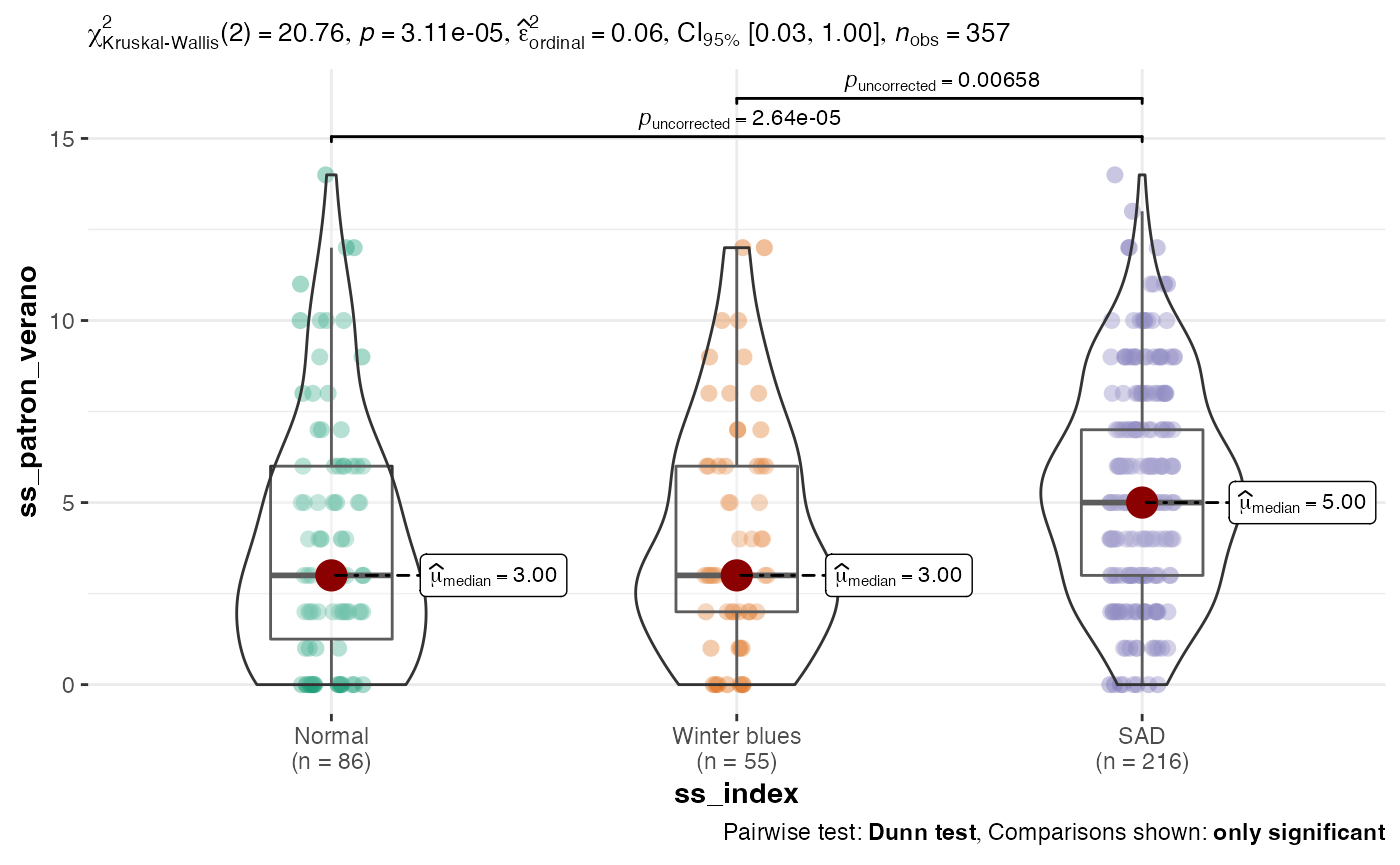 χ²Kruskal-Wallis(2) = 20.76, p = 3.11e-05, ε̂²ordinal = 0.06, CI95% [0.03, 1.00], nobs = 357
puncorrected = 0.00658
puncorrected = 2.64e-05
15
10
5
0
ss_patron_verano
μ̂median = 3.00
μ̂median = 3.00
μ̂median = 5.00
Normal
(n = 86)
Winter blues
(n = 55)
SAD
(n = 216)
ss_index
Pairwise test: Dunn test, Comparisons shown: only significant